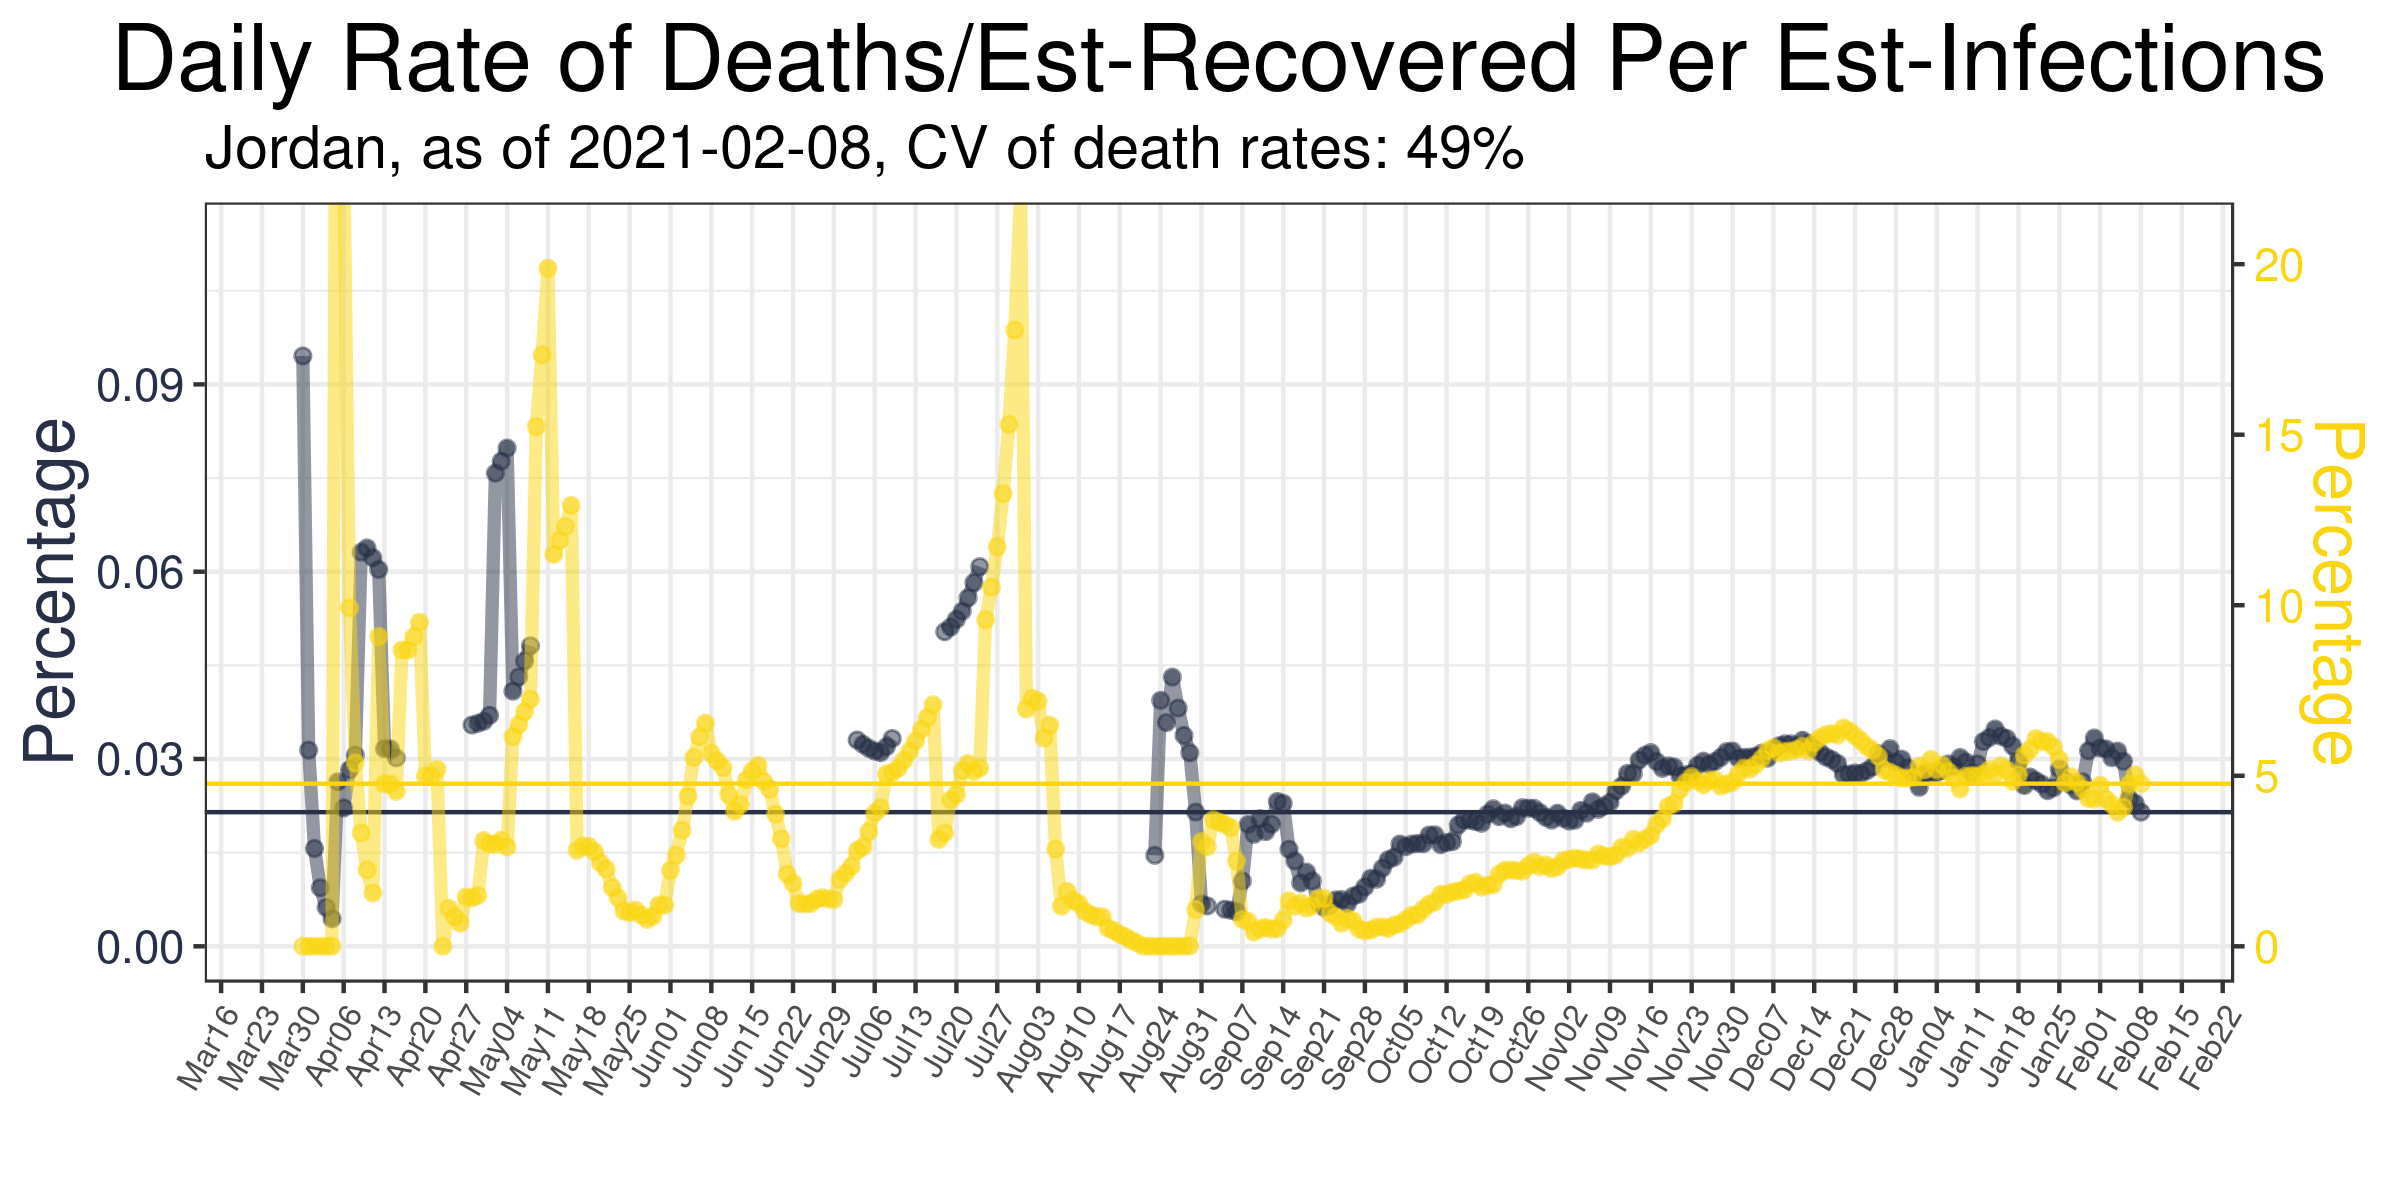 Daily Rate of Deaths/Est-Recovered Per Est-Infections
Jordan, as of 2021-02-08, CV of death rates: 49%
Percentage
0.09
0.06
0.03
0.00
20
15
10
5
0
Percentage
Mar16
Mar23
Mar30
Apr06
Apr13
Apr20
Apr27
May04
May11
May18
May25
Jun01
Jun08
Jun15
Jun22
Jun29
Jul06
Jul13
Jul20
Jul27
Aug03
Aug10
Aug17
Aug24
Aug31
Sep07
Sep14
Sep21
Sep28
Oct05
Oct12
Oct19
Oct26
Nov02
Nov09
Nov16
Nov23
Nov30
Dec07
Dec14
Dec21
Dec28
Jan04
Jan11
Jan18
Jan25
Feb01
Feb08
Feb15
Feb22